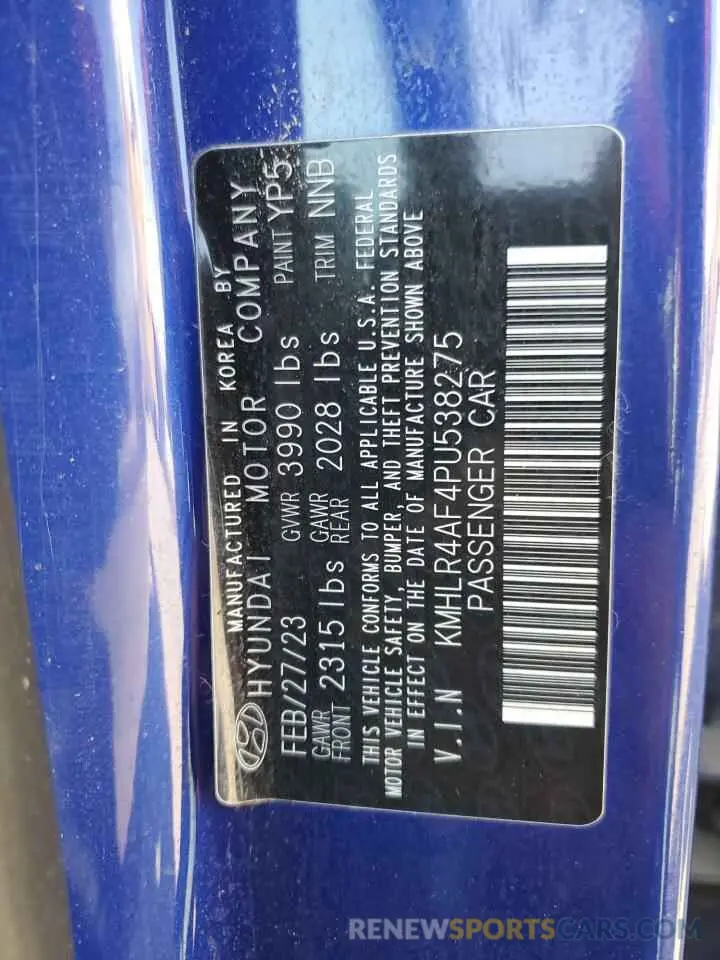 MANUFACTURED IN KOREA BY
HYUNDAI MOTOR COMPANY
FEB/27/23 GVWR 3990 lbs PAINT YP5
GAWR FRONT 2315 lbs GAWR REAR 2028 lbs TRIM NNB
THIS VEHICLE CONFORMS TO ALL APPLICABLE U.S.A. FEDERAL
MOTOR VEHICLE SAFETY, BUMPER, AND THEFT PREVENTION STANDARDS
IN EFFECT ON THE DATE OF MANUFACTURE SHOWN ABOVE
V.I.N KMHLR4AF4PU538275
PASSENGER CAR
RENEWSPORTSCARS.COM